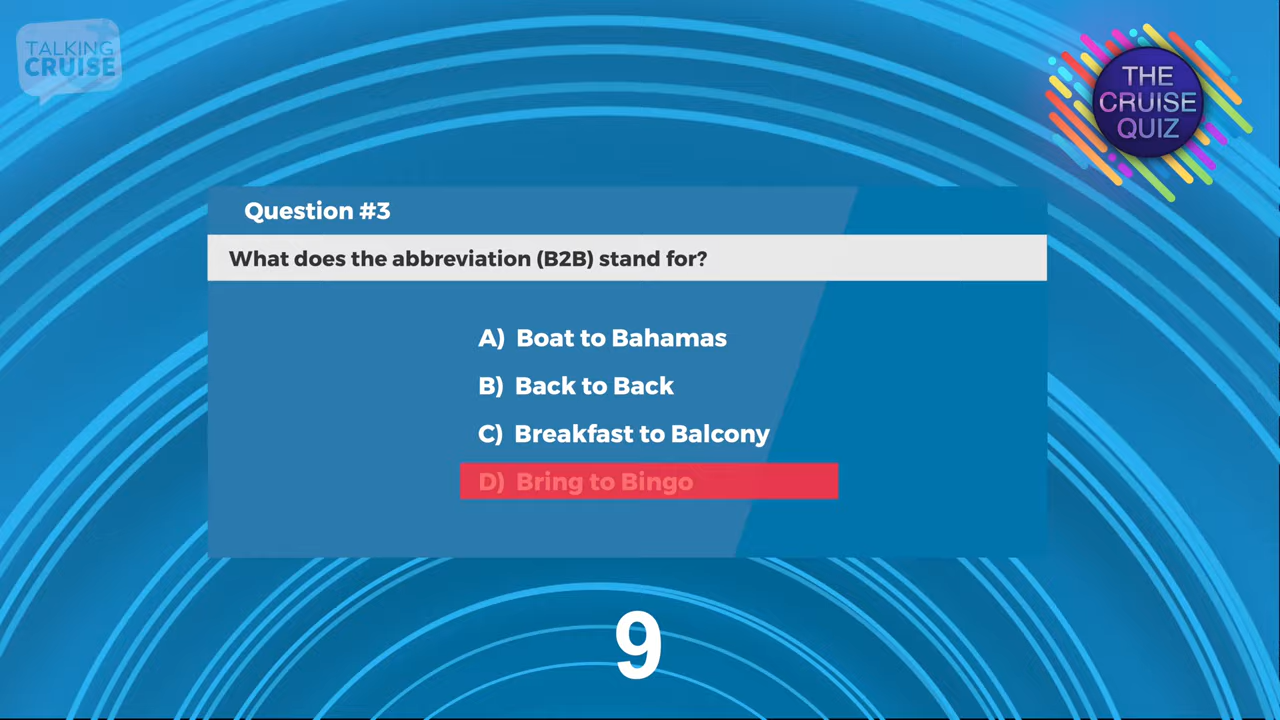 TALKING
CRUISE
THE
CRUISE
QUIZ
Question #3
What does the abbreviation (B2B) stand for?
A) Boat to Bahamas
B) Back to Back
C) Breakfast to Balcony
D) Bring to Bingo
9